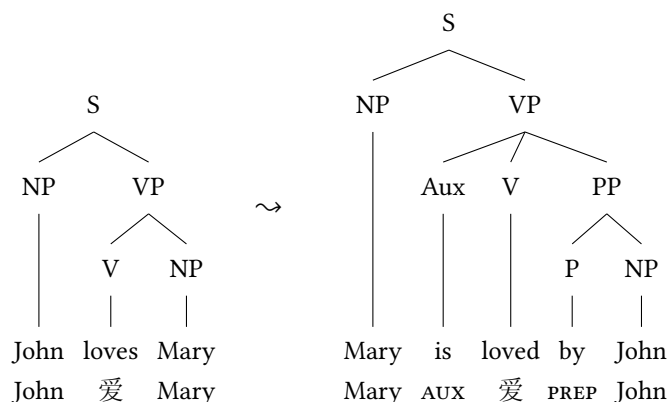 S
NP VP
V NP
John loves Mary
John 爱 Mary
⇝
S
NP VP
Aux V PP
P NP
Mary is loved by John
Mary AUX 爱 PREP John